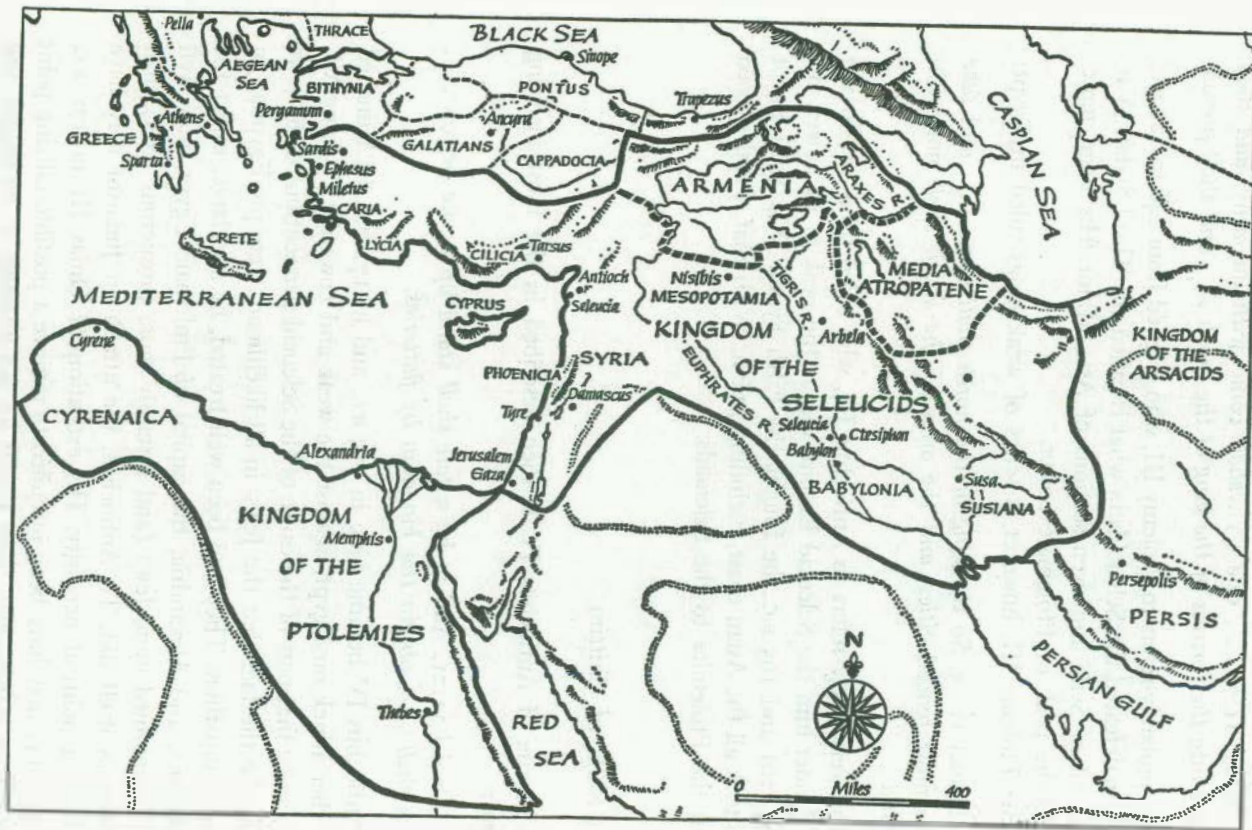 Pella
THRACE
BLACK SEA
Sinope
AEGEAN
SEA
BITHYNIA
PONTUS
Trapezus
CASPIAN SEA
Pergamum
Athens
GREECE
Sparta
Sardis
Ephasus
Miletus
CARIA
GALATIANS
Ancyra
CAPPADOCIA
ARMENIA
ARAXES R.
LYCIA
CILICIA
Tarsus
CRETE
Antioch
Seleucia
Nisibis
MESOPOTAMIA
TIGRIS R.
MEDIA
ATROPATENE
MEDITERRANEAN SEA
CYPRUS
KINGDOM
OF THE
SELEUCIDS
Arbela
KINGDOM
OF THE
ARSACIDS
Cyrene
CYRENAICA
SYRIA
PHOENICIA
Damascus
Tyre
EUPHRATES R.
Seleucia
Ctesiphon
Babylon
BABYLONIA
Susa
SUSIANA
Alexandria
Jerusalem
Gaza
KINGDOM
OF THE
PTOLEMIES
Memphis
Persepolis
PERSIS
PERSIAN GULF
Thebes
RED
SEA
N
0 Miles 400